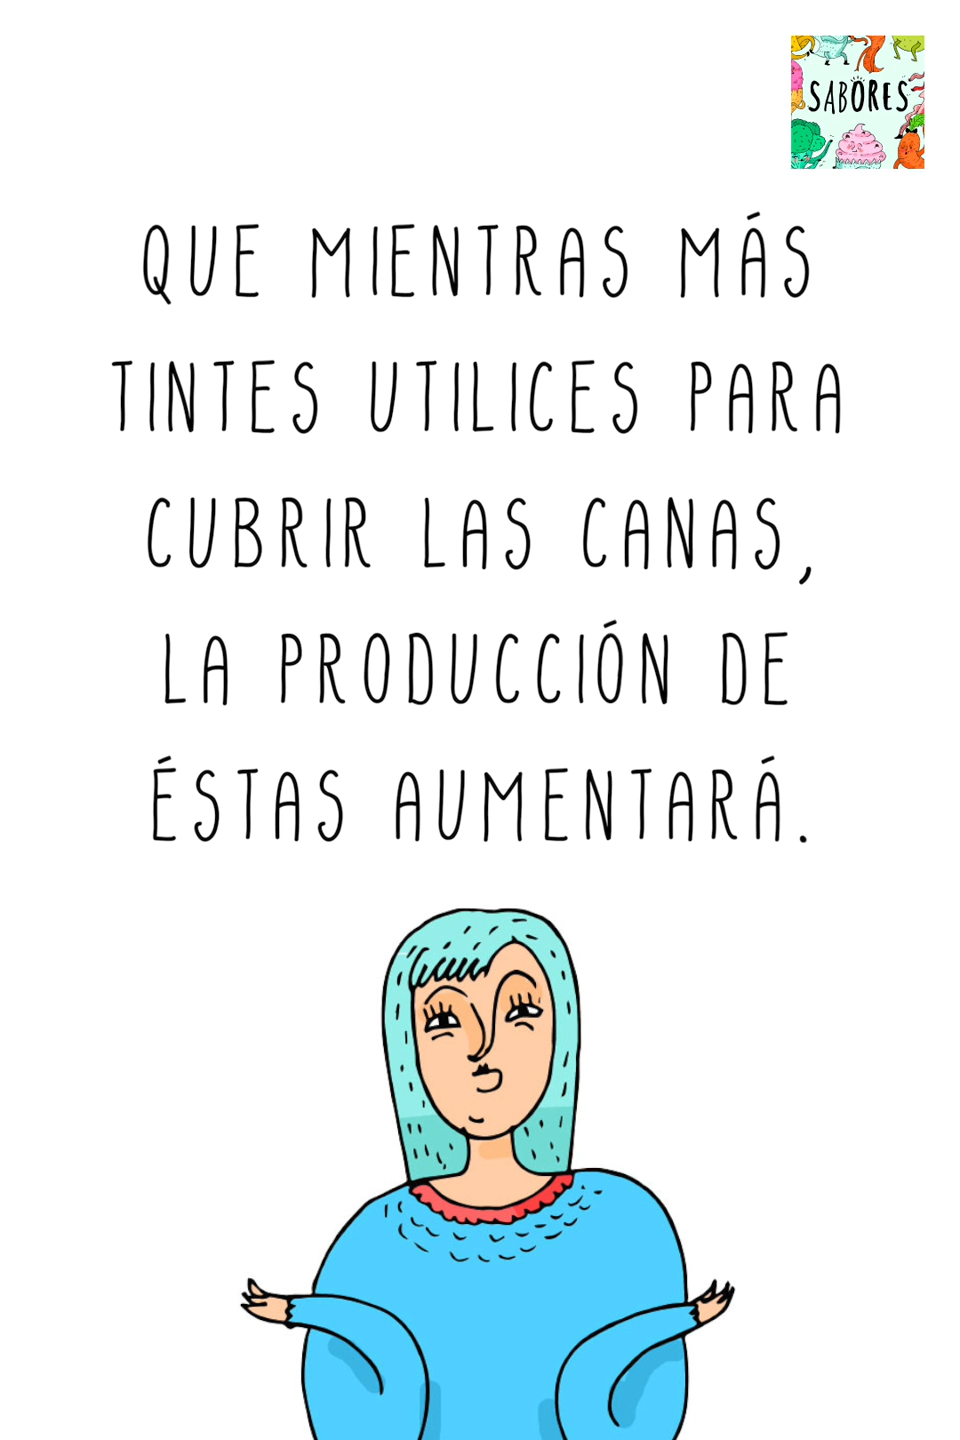 SABORES
QUE MIENTRAS MÁS
TINTES UTILICES PARA
CUBRIR LAS CANAS,
LA PRODUCCIÓN DE
ÉSTAS AUMENTARÁ.